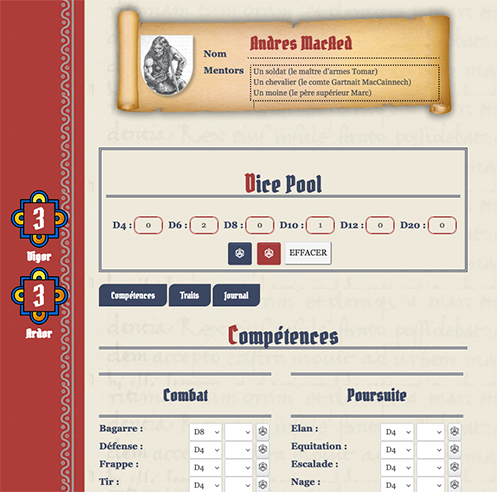 Nom
Andres MacAed
Mentors
Un soldat (le maître d'armes Tomar)
Un chevalier (le comte Gartnait MacCainnech)
Un moine (le père supérieur Marc)
3
Vigor
3
Ardor
Dice Pool
D4 : 0 D6 : 2 D8 : 0 D10 : 1 D12 : 0 D20 : 0
EFFACER
Compétences Traits Journal
Compétences
Combat
Bagarre : D8
Défense : D4
Frappe : D4
Tir : D4
Poursuite
Elan : D4
Equitation : D4
Escalade : D4
Nage : D4